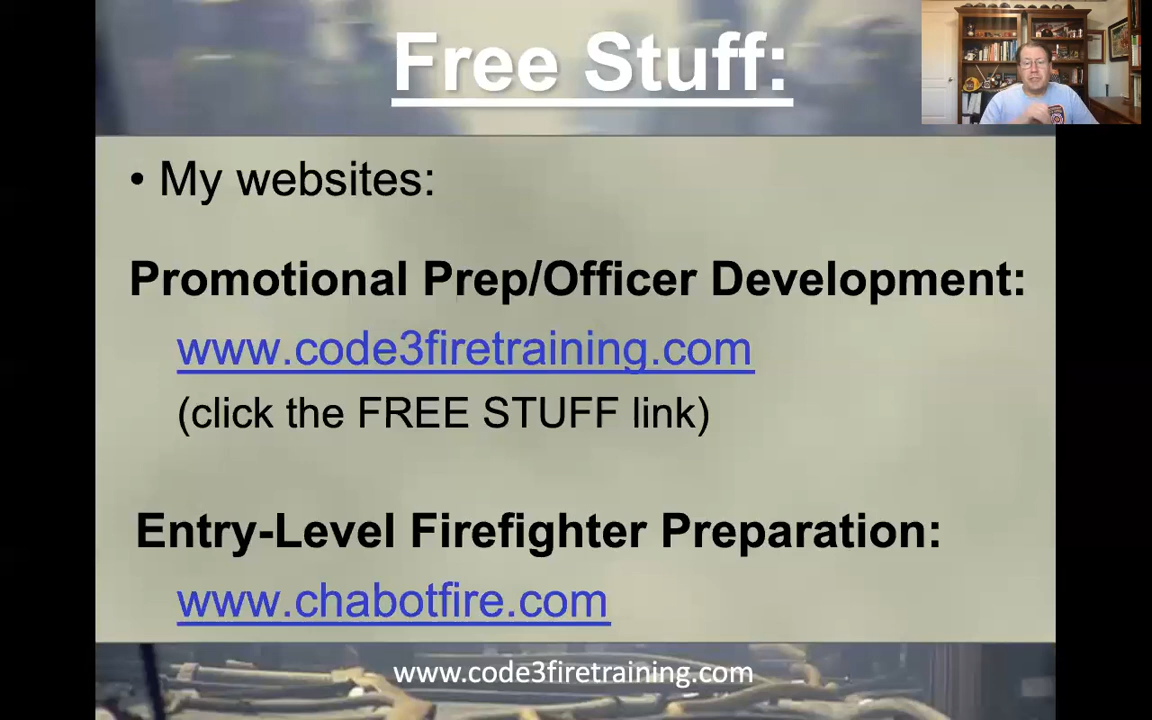 Free Stuff:
• My websites:
Promotional Prep/Officer Development:
www.code3firetraining.com
(click the FREE STUFF link)
Entry-Level Firefighter Preparation:
www.chabotfire.com
www.code3firetraining.com